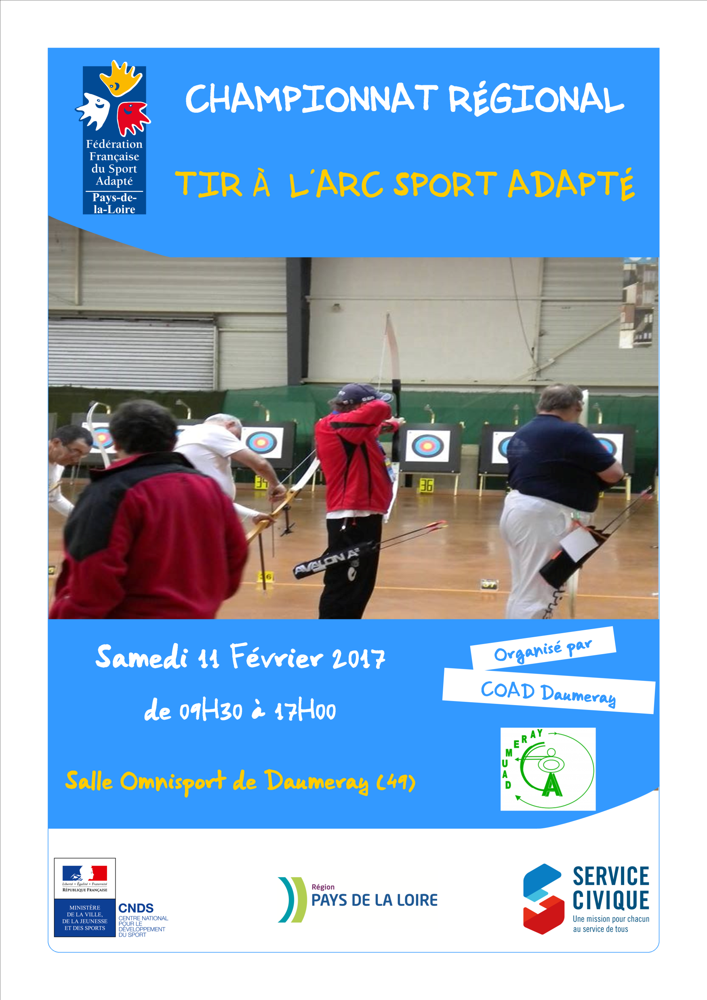 CHAMPIONNAT RÉGIONAL
TIR À L'ARC SPORT ADAPTÉ
Fédération
Française
du Sport
Adapté
Pays-de-
la-Loire
34
36
36
37
AVALON A³
Samedi 11 Février 2017
de 09H30 à 17H00
Salle Omnisport de Daumeray (49)
Organisé par
COAD Daumeray
DAUMERAY
A
Liberté • Égalité • Fraternité
RÉPUBLIQUE FRANÇAISE
MINISTÈRE
DE LA VILLE,
DE LA JEUNESSE
ET DES SPORTS
CNDS
CENTRE NATIONAL
POUR LE
DÉVELOPPEMENT
DU SPORT
Région
PAYS DE LA LOIRE
SERVICE
CIVIQUE
Une mission pour chacun
au service de tous